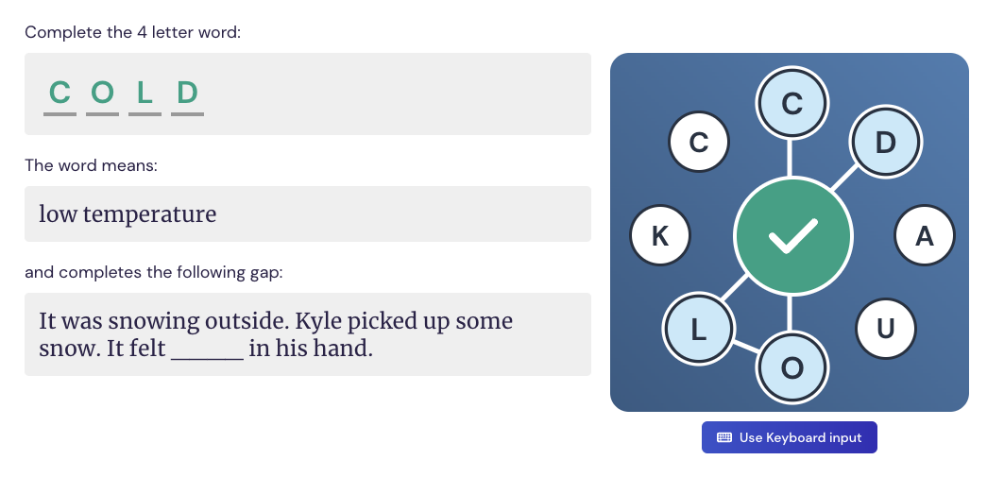 Complete the 4 letter word:
C O L D
The word means:
low temperature
and completes the following gap:
It was snowing outside. Kyle picked up some
snow. It felt ______ in his hand.
C
C
D
K
A
L
U
O
Use Keyboard input